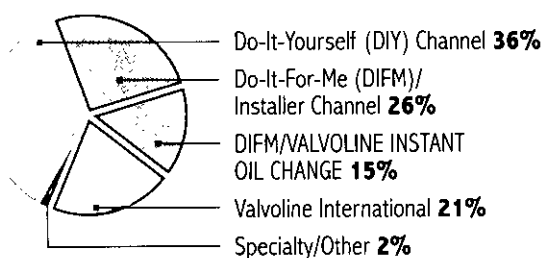 Do-It-Yourself (DIY) Channel 36%
Do-It-For-Me (DIFM)/
Installer Channel 26%
DIFM/VALVOLINE INSTANT
OIL CHANGE 15%
Valvoline International 21%
Specialty/Other 2%